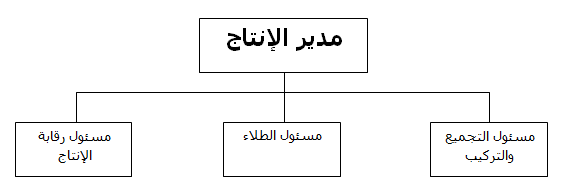 مدير الإنتاج
مسئول التجميع
والتركيب
مسئول الطلاء
مسئول رقابة
الإنتاج